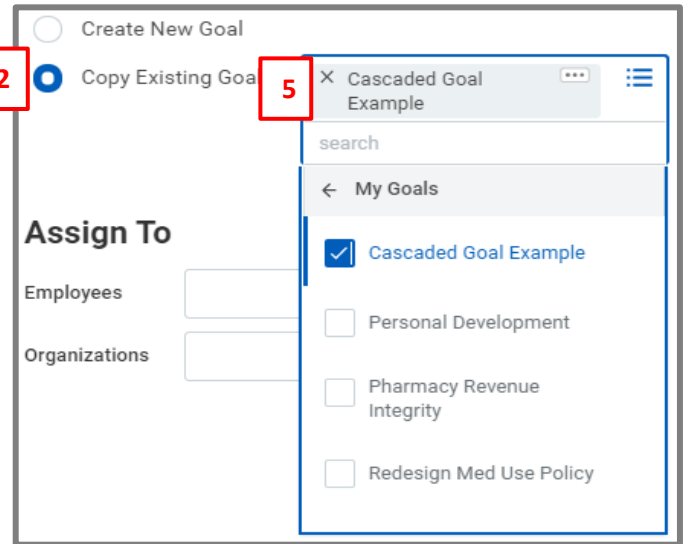 Create New Goal
2
Copy Existing Goa
5
× Cascaded Goal
Example
search
← My Goals
Cascaded Goal Example
Personal Development
Pharmacy Revenue
Integrity
Redesign Med Use Policy
Assign To
Employees
Organizations